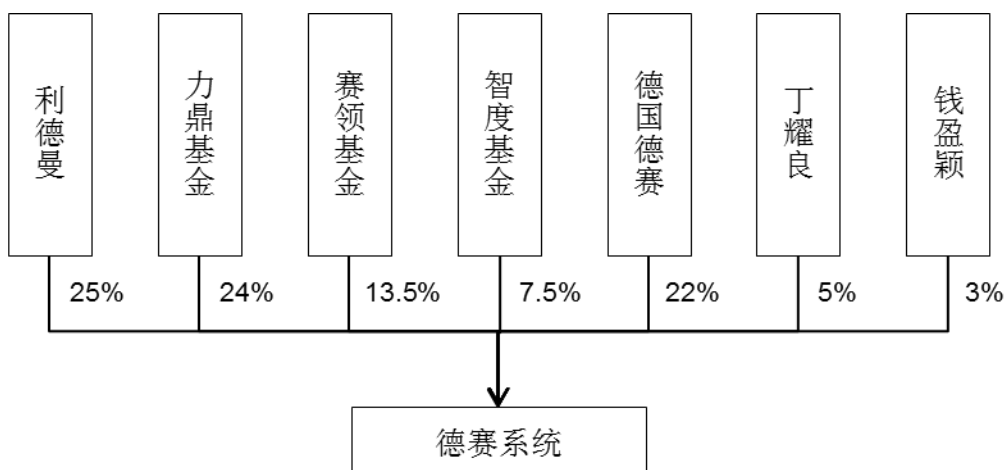 利德曼
力鼎基金
赛领基金
智度基金
德国德赛
丁耀良
钱盈颖
25%
24%
13.5%
7.5%
22%
5%
3%
德赛系统